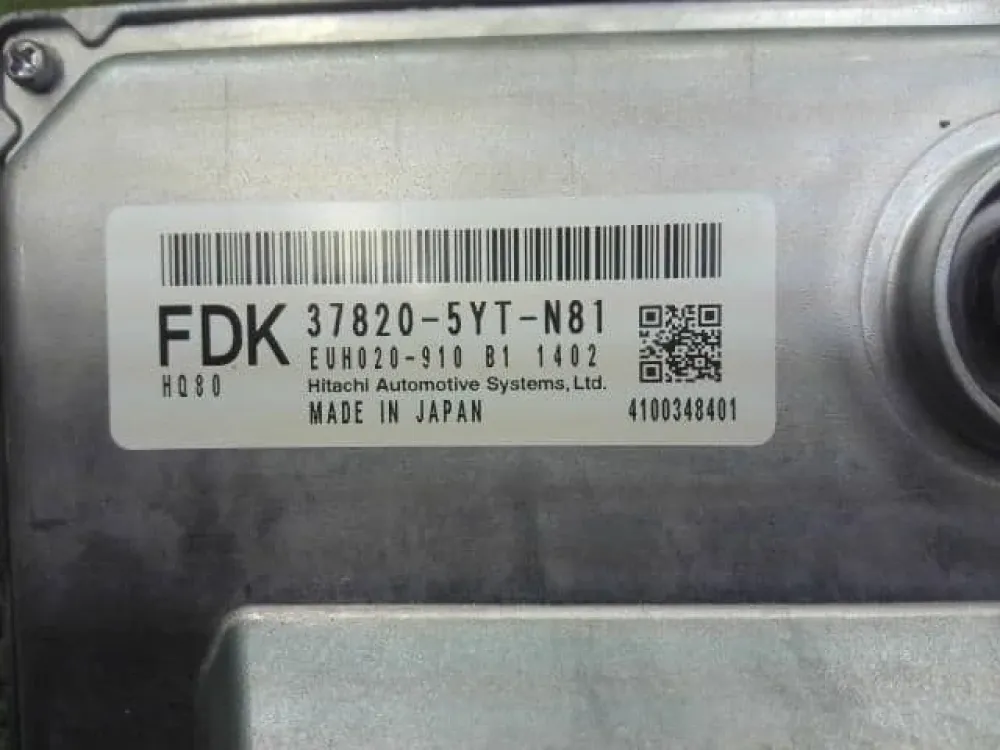 FDK 37820-5YT-N81
EUH020-910 B1 1402
HQ80 Hitachi Automotive Systems, Ltd.
MADE IN JAPAN 4100348401